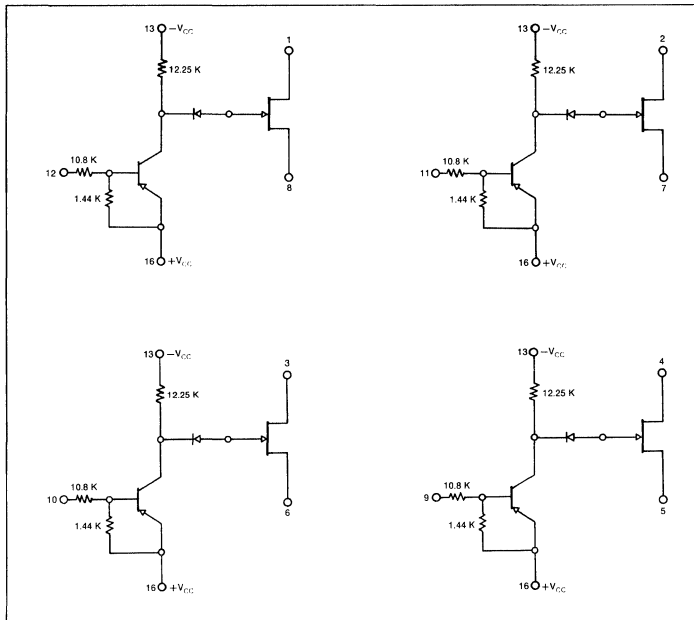 13 −VCC
1
12.25 K
10.8 K
12
1.44 K
8
16 +VCC
13 −VCC
2
12.25 K
10.8 K
11
1.44 K
7
16 +VCC
13 −VCC
3
12.25 K
10.8 K
10
1.44 K
6
16 +VCC
13 −VCC
4
12.25 K
10.8 K
9
1.44 K
5
16 +VCC